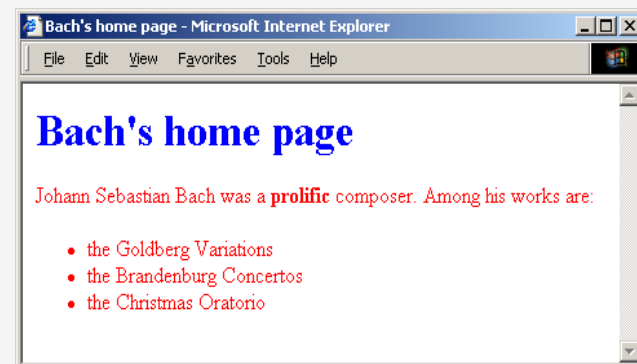 Bach's home page - Microsoft Internet Explorer
File Edit View Favorites Tools Help
Bach's home page
Johann Sebastian Bach was a prolific composer. Among his works are:
the Goldberg Variations
the Brandenburg Concertos
the Christmas Oratorio